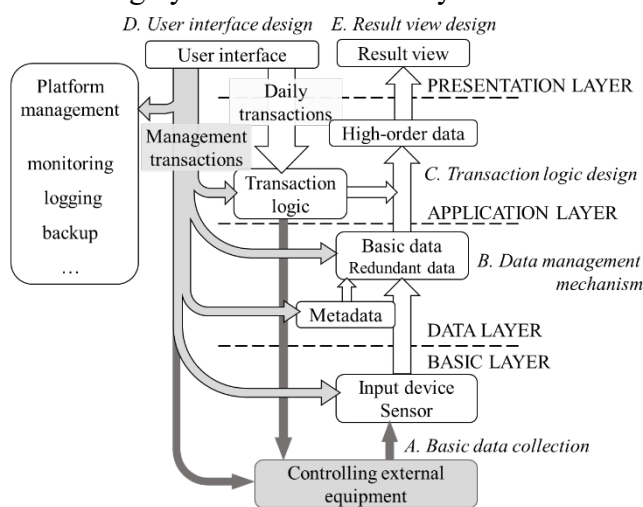 D. User interface design
E. Result view design
User interface
Result view
Platform
management
monitoring
logging
backup
...
Daily
transactions
PRESENTATION LAYER
Management
transactions
High-order data
C. Transaction logic design
Transaction
logic
APPLICATION LAYER
Basic data
Redundant data
B. Data management
mechanism
Metadata
DATA LAYER
BASIC LAYER
Input device
Sensor
A. Basic data collection
Controlling external
equipment